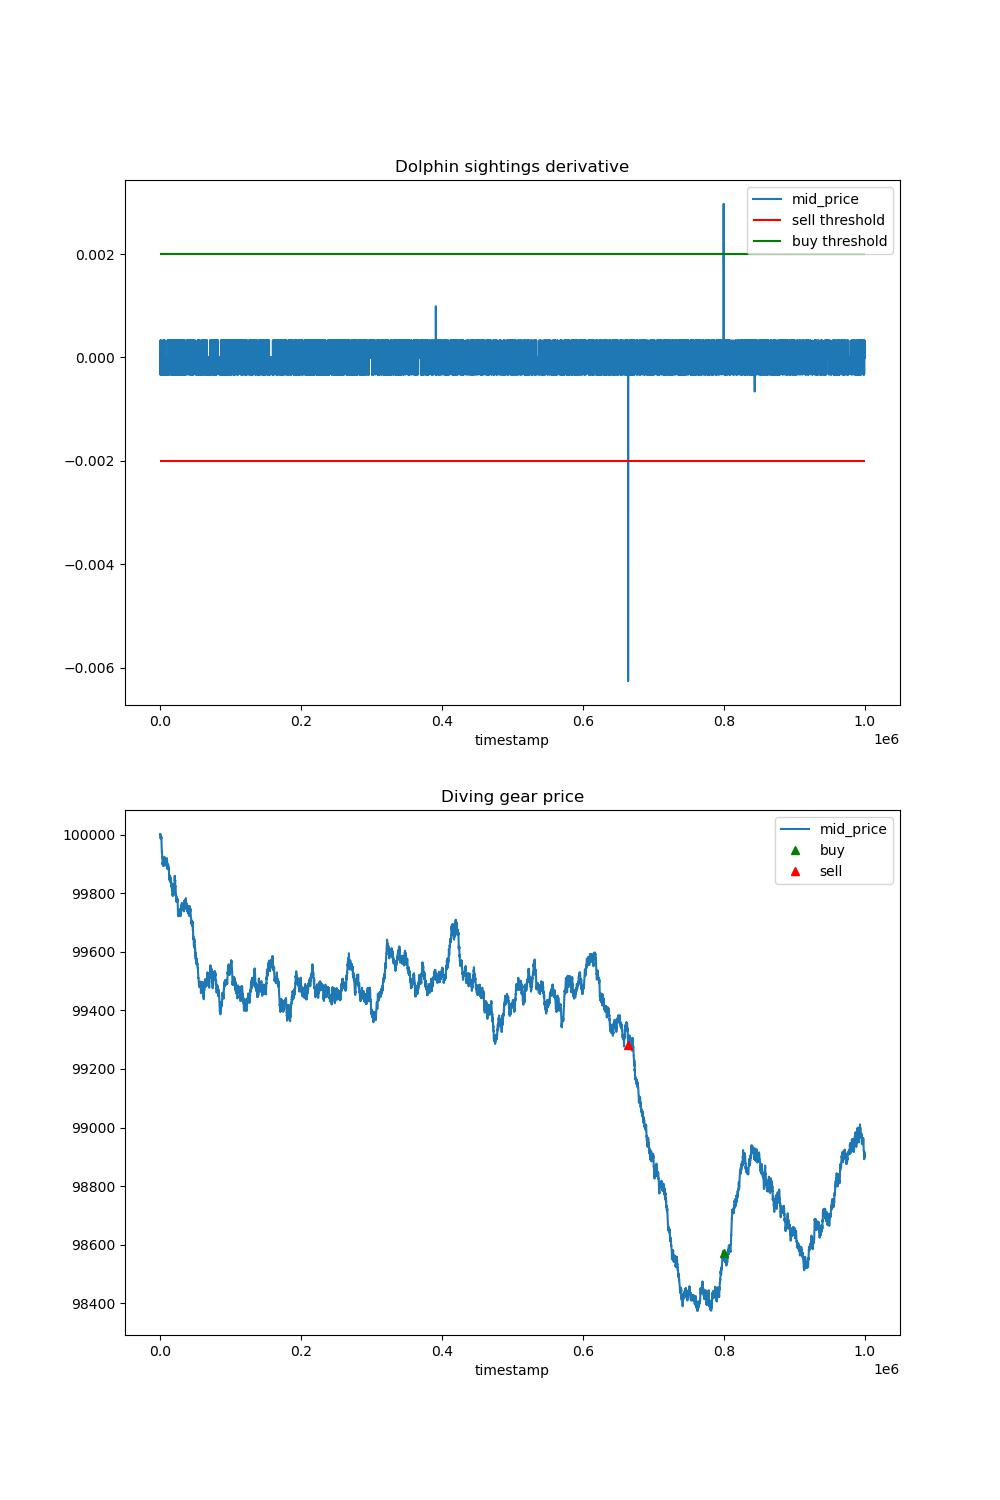 Dolphin sightings derivative
mid_price
sell threshold
buy threshold
0.002
0.000
−0.002
−0.004
−0.006
0.0 0.2 0.4 0.6 0.8 1.0
1e6
timestamp
Diving gear price
mid_price
buy
sell
100000
99800
99600
99400
99200
99000
98800
98600
98400
0.0 0.2 0.4 0.6 0.8 1.0
1e6
timestamp